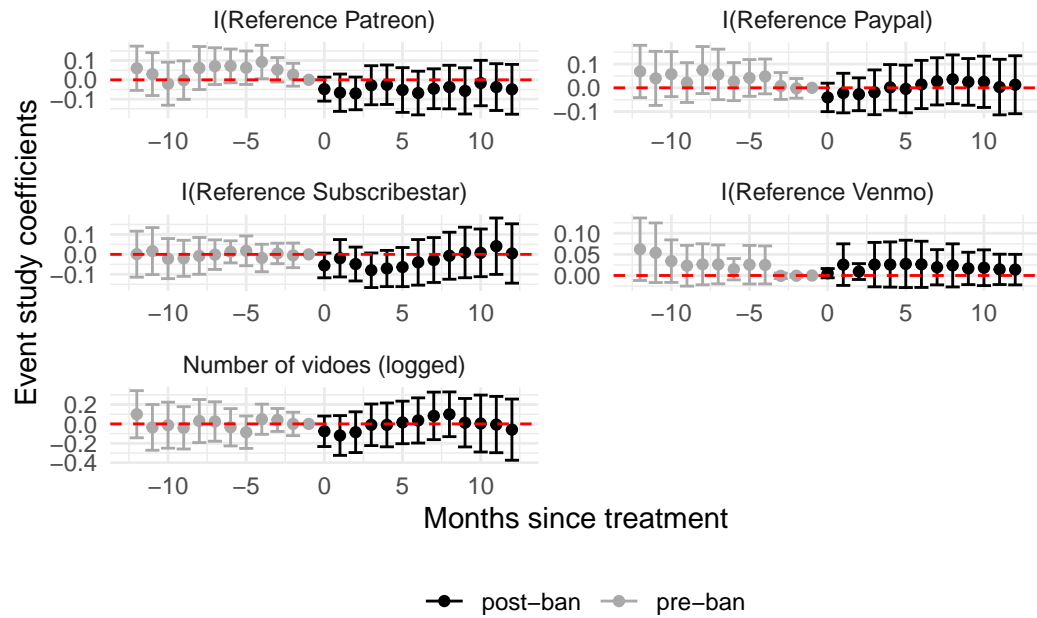 I(Reference Patreon)
I(Reference Paypal)
0.1
0.0
−0.1
−10 −5 0 5 10
0.1
0.0
−0.1
−10 −5 0 5 10
I(Reference Subscribestar)
I(Reference Venmo)
0.1
0.0
−0.1
−10 −5 0 5 10
0.10
0.05
0.00
−10 −5 0 5 10
Number of vidoes (logged)
0.2
0.0
−0.2
−0.4
−10 −5 0 5 10
Event study coefficients
Months since treatment
post−ban pre−ban